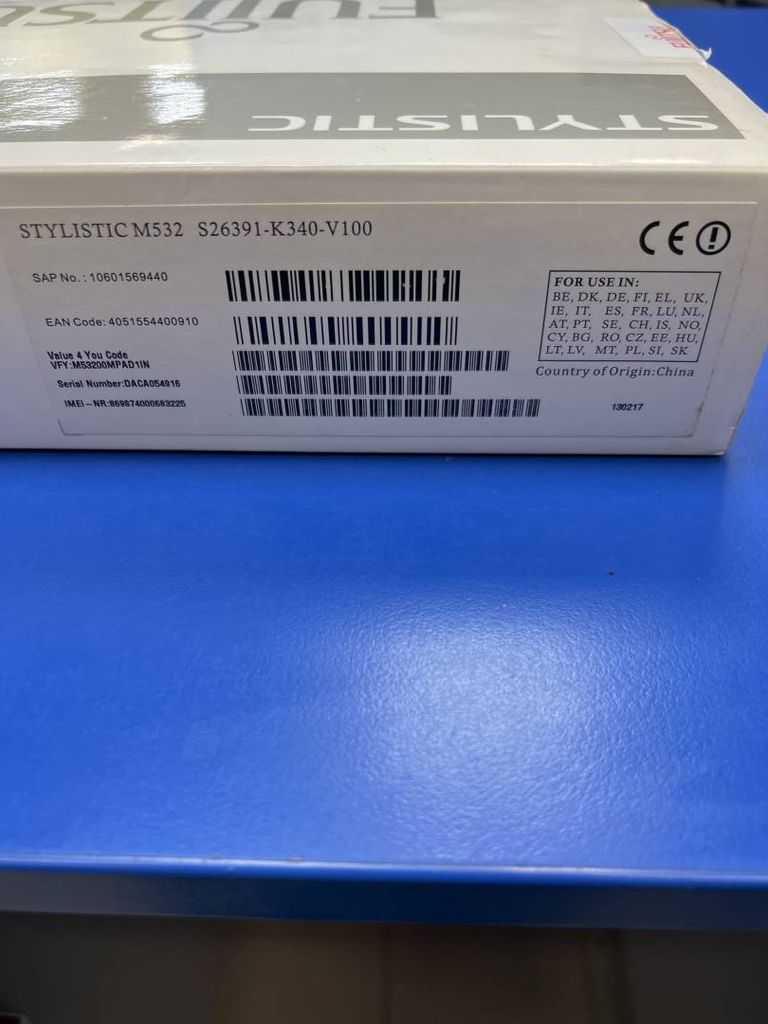 FUJITSU
STYLISTIC
STYLISTIC M532 S26391-K340-V100
SAP No.: 10601569440
EAN Code: 4051554400910
Value 4 You Code
VFY:M53200MPAD1IN
Serial Number:DACA054916
IMEI-NR:869874000683225
CE
FOR USE IN:
BE, DK, DE, FI, EL, UK,
IE, IT, ES, FR, LU, NL,
AT, PT, SE, CH, IS, NO,
CY, BG, RO, CZ, EE, HU,
LT, LV, MT, PL, SI, SK
Country of Origin:China
130217